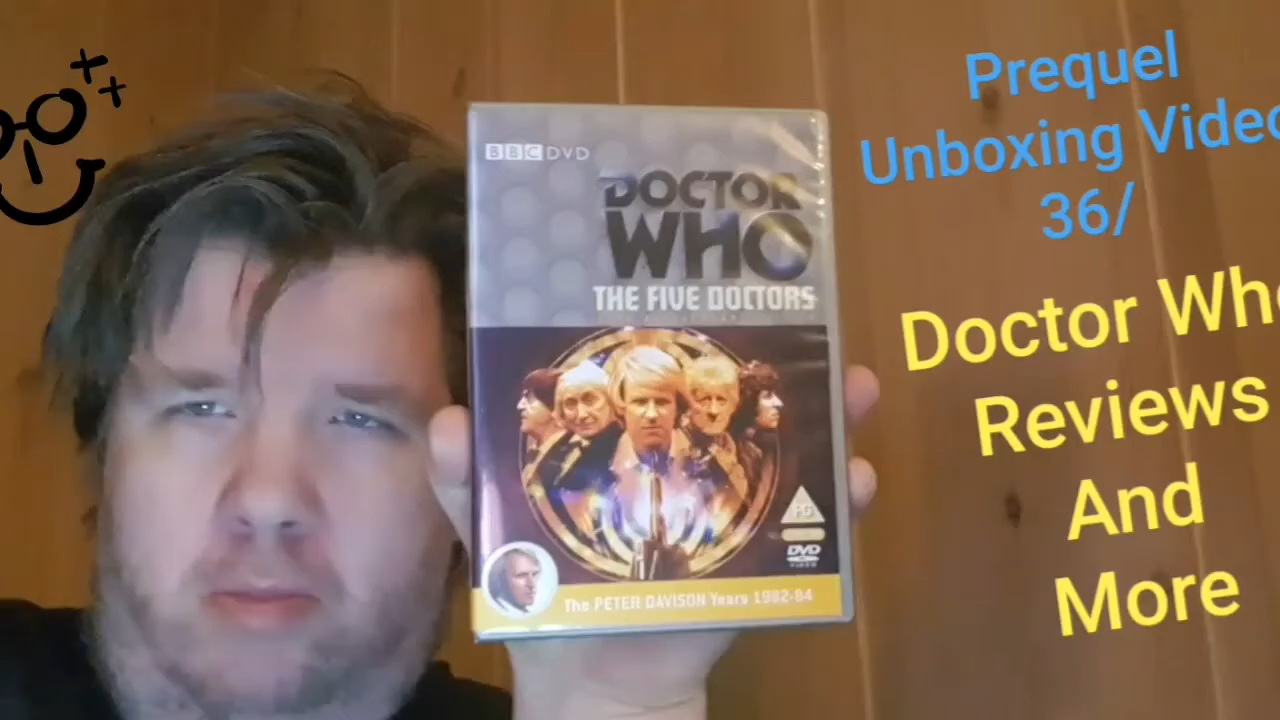 Prequel
Unboxing Video
36/
Doctor Who
Reviews
And
More
BBC DVD
DOCTOR
WHO
THE FIVE DOCTORS
PG
DVD
VIDEO
The PETER DAVISON Years 1982-84